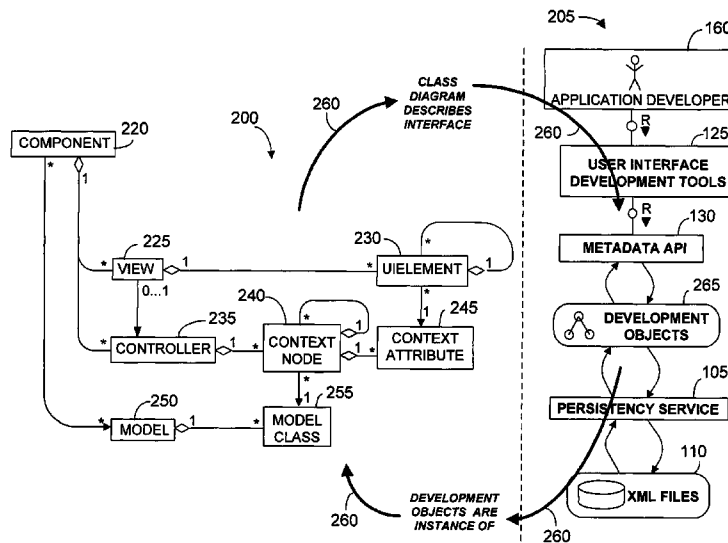 205
160
APPLICATION DEVELOPER
260
R
125
USER INTERFACE
DEVELOPMENT TOOLS
R
130
METADATA API
265
DEVELOPMENT
OBJECTS
105
PERSISTENCY SERVICE
110
XML FILES
260
CLASS
DIAGRAM
DESCRIBES
INTERFACE
260
200
220
COMPONENT
*
1
225
VIEW
1
*
*
0...1
230
UIELEMENT
*
1
*
1
235
CONTROLLER
*
1
*
240
CONTEXT
NODE
*
1
1
*
*
1
245
CONTEXT
ATTRIBUTE
250
MODEL
*
1
*
255
MODEL
CLASS
260
DEVELOPMENT
OBJECTS ARE
INSTANCE OF